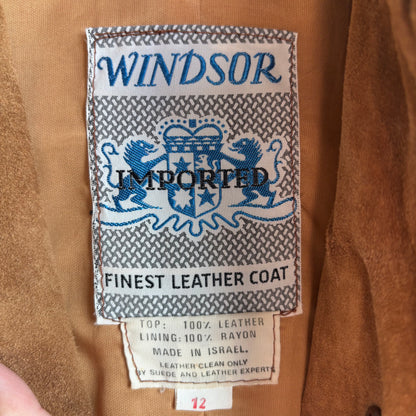 WINDSOR
IMPORTED
FINEST LEATHER COAT
TOP: 100% LEATHER
LINING: 100% RAYON
MADE IN ISRAEL.
LEATHER CLEAN ONLY
BY SUEDE AND LEATHER EXPERTS
12